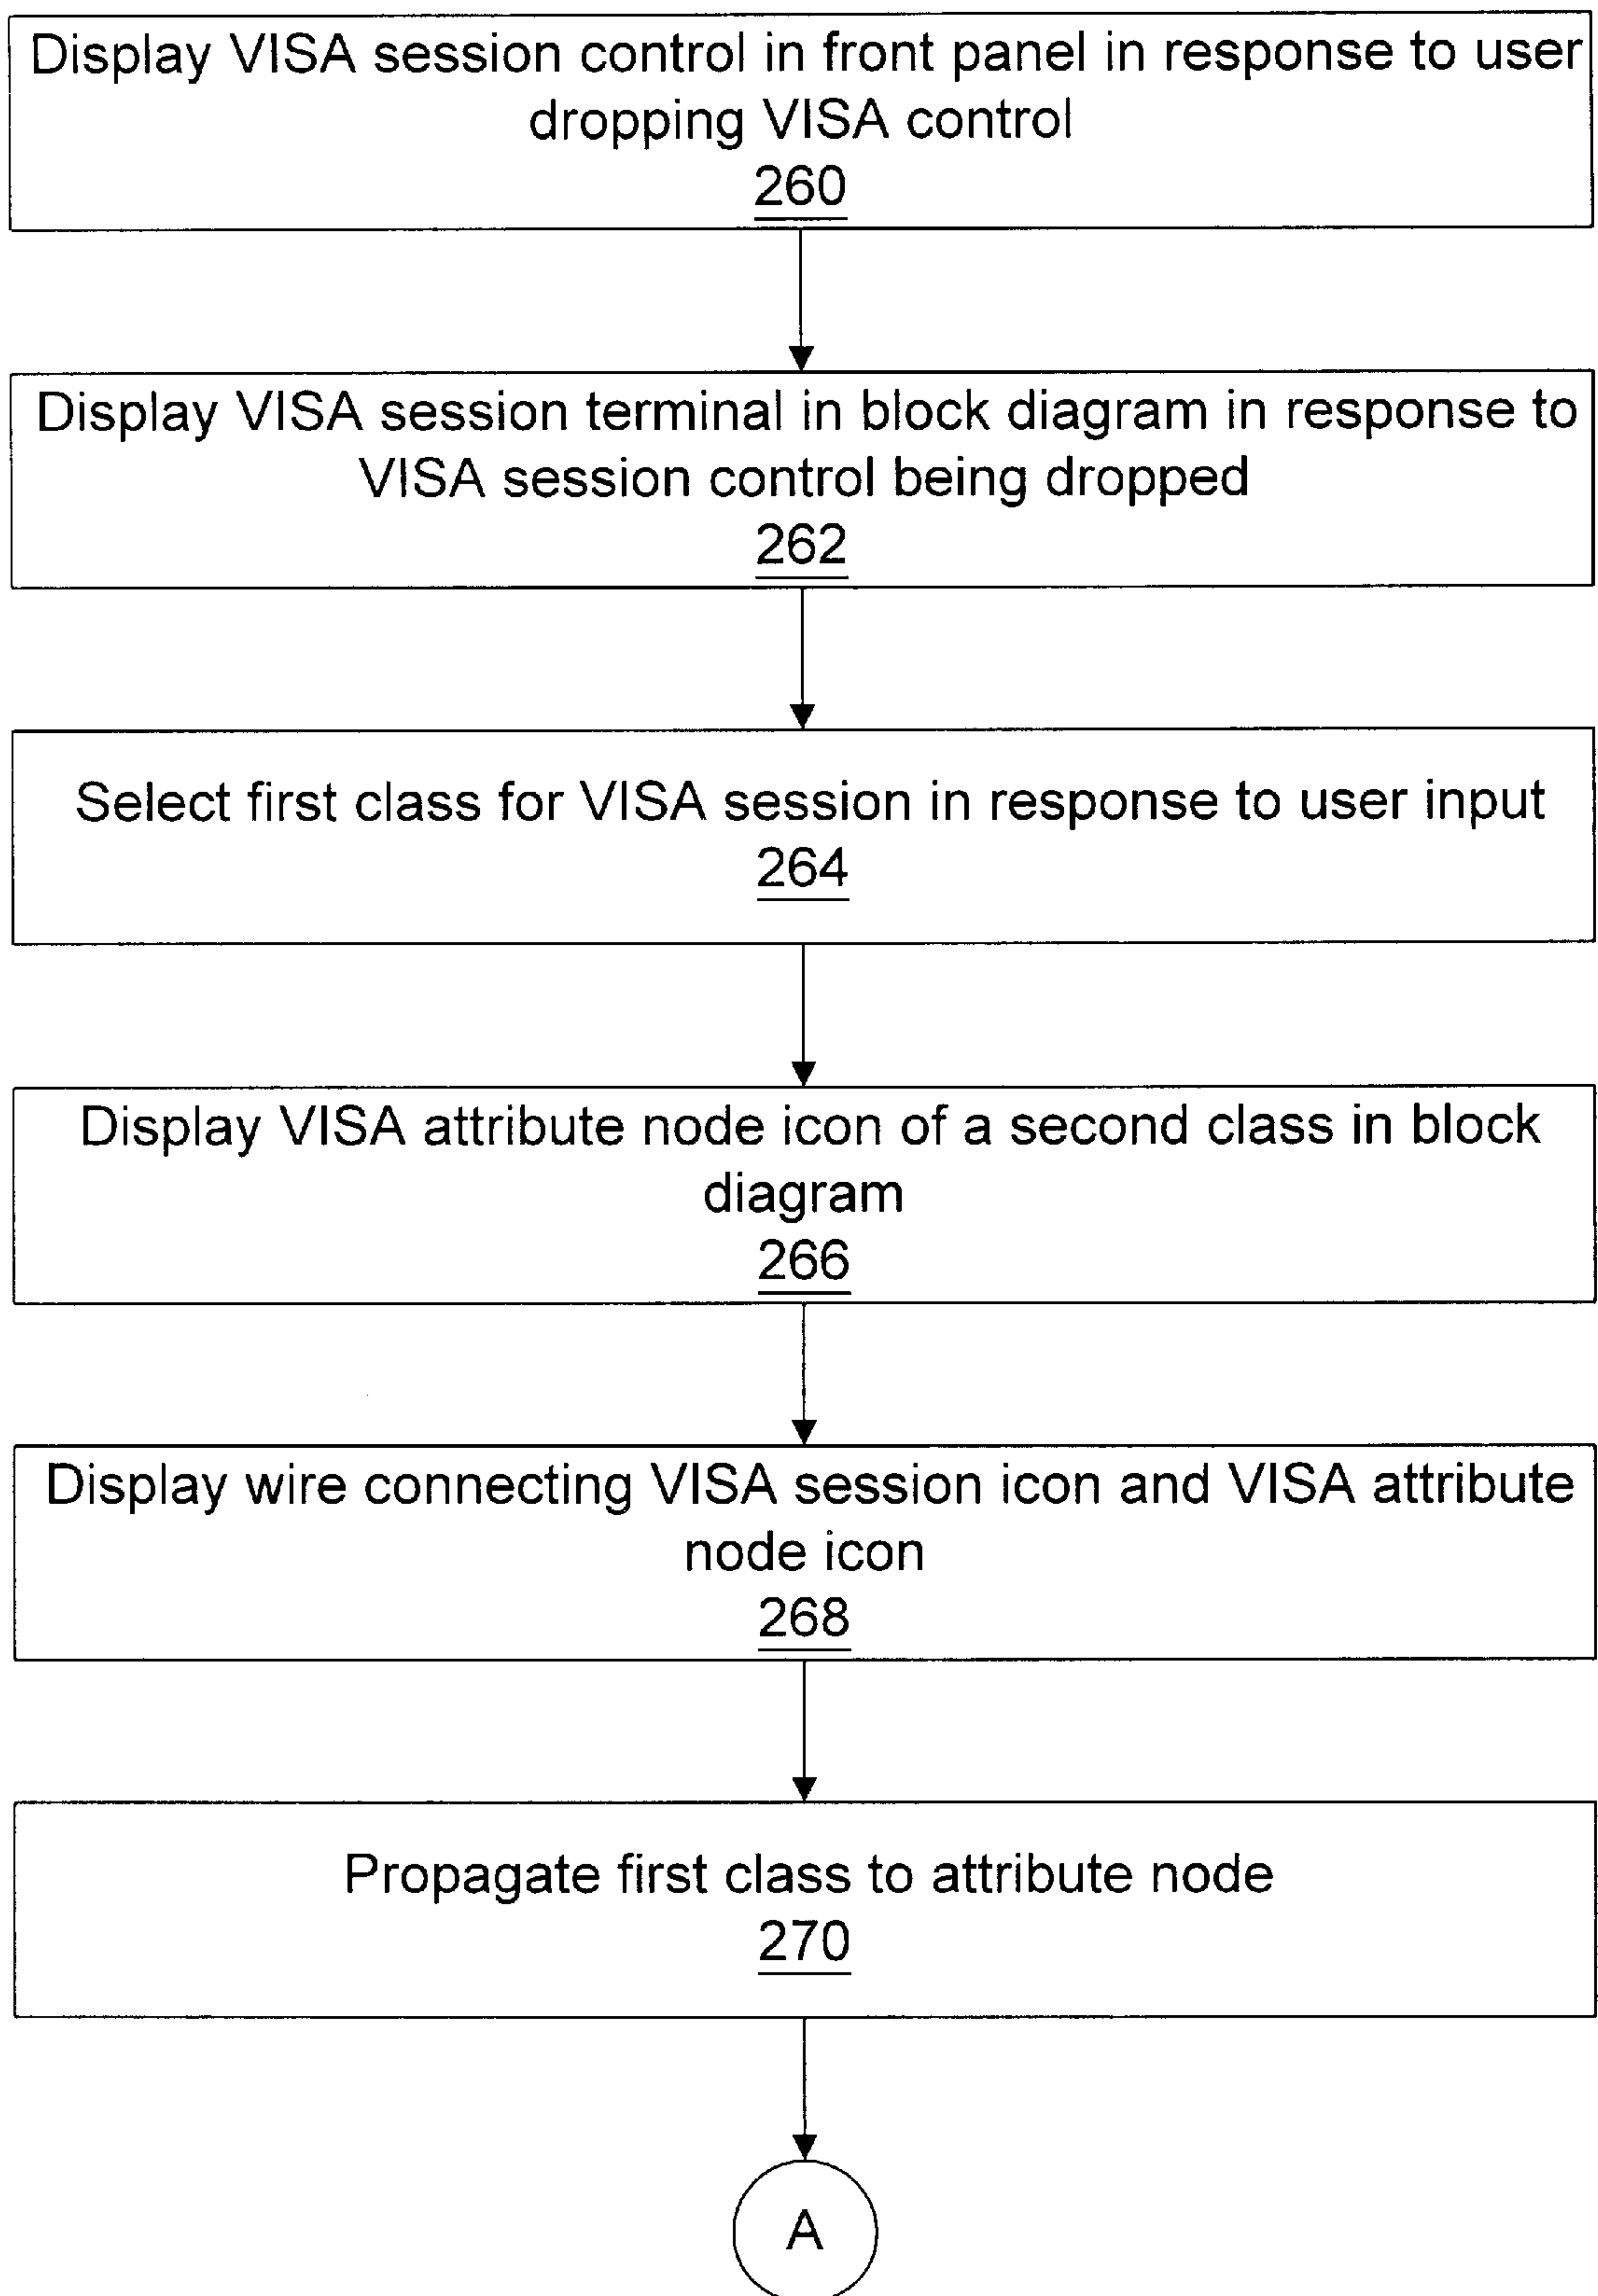 Display VISA session control in front panel in response to user
dropping VISA control
260
Display VISA session terminal in block diagram in response to
VISA session control being dropped
262
Select first class for VISA session in response to user input
264
Display VISA attribute node icon of a second class in block
diagram
266
Display wire connecting VISA session icon and VISA attribute
node icon
268
Propagate first class to attribute node
270
A